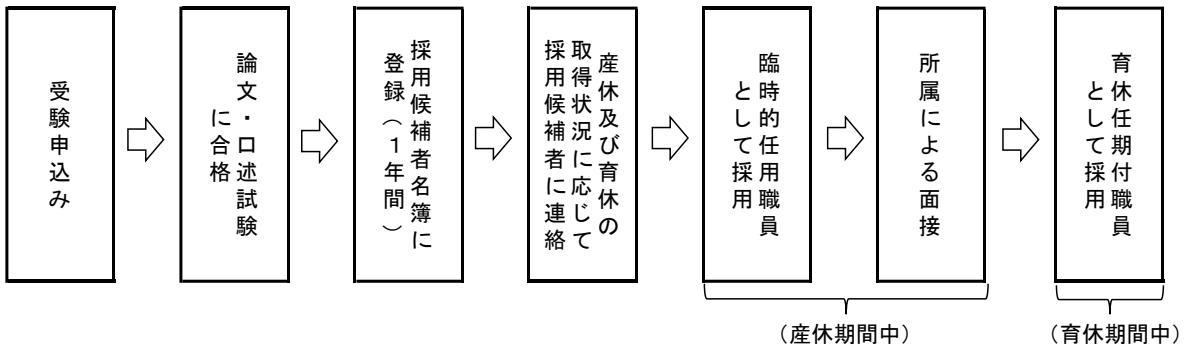 受験申込み
論文・口述試験
に合格
採用候補者名簿に
登録（１年間）
産休及び育休の
取得状況に応じて
採用候補者に連絡
臨時的任用職員
として採用
所属による面接
育休任期付職員
として採用
（産休期間中）
（育休期間中）